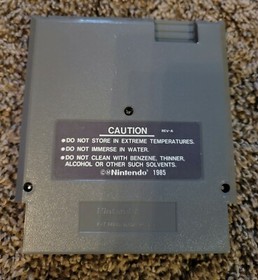 CAUTION
REV-A
•DO NOT STORE IN EXTREME TEMPERATURES.
•DO NOT IMMERSE IN WATER.
•DO NOT CLEAN WITH BENZENE, THINNER,
ALCOHOL OR OTHER SUCH SOLVENTS.
©®Nintendo 1985